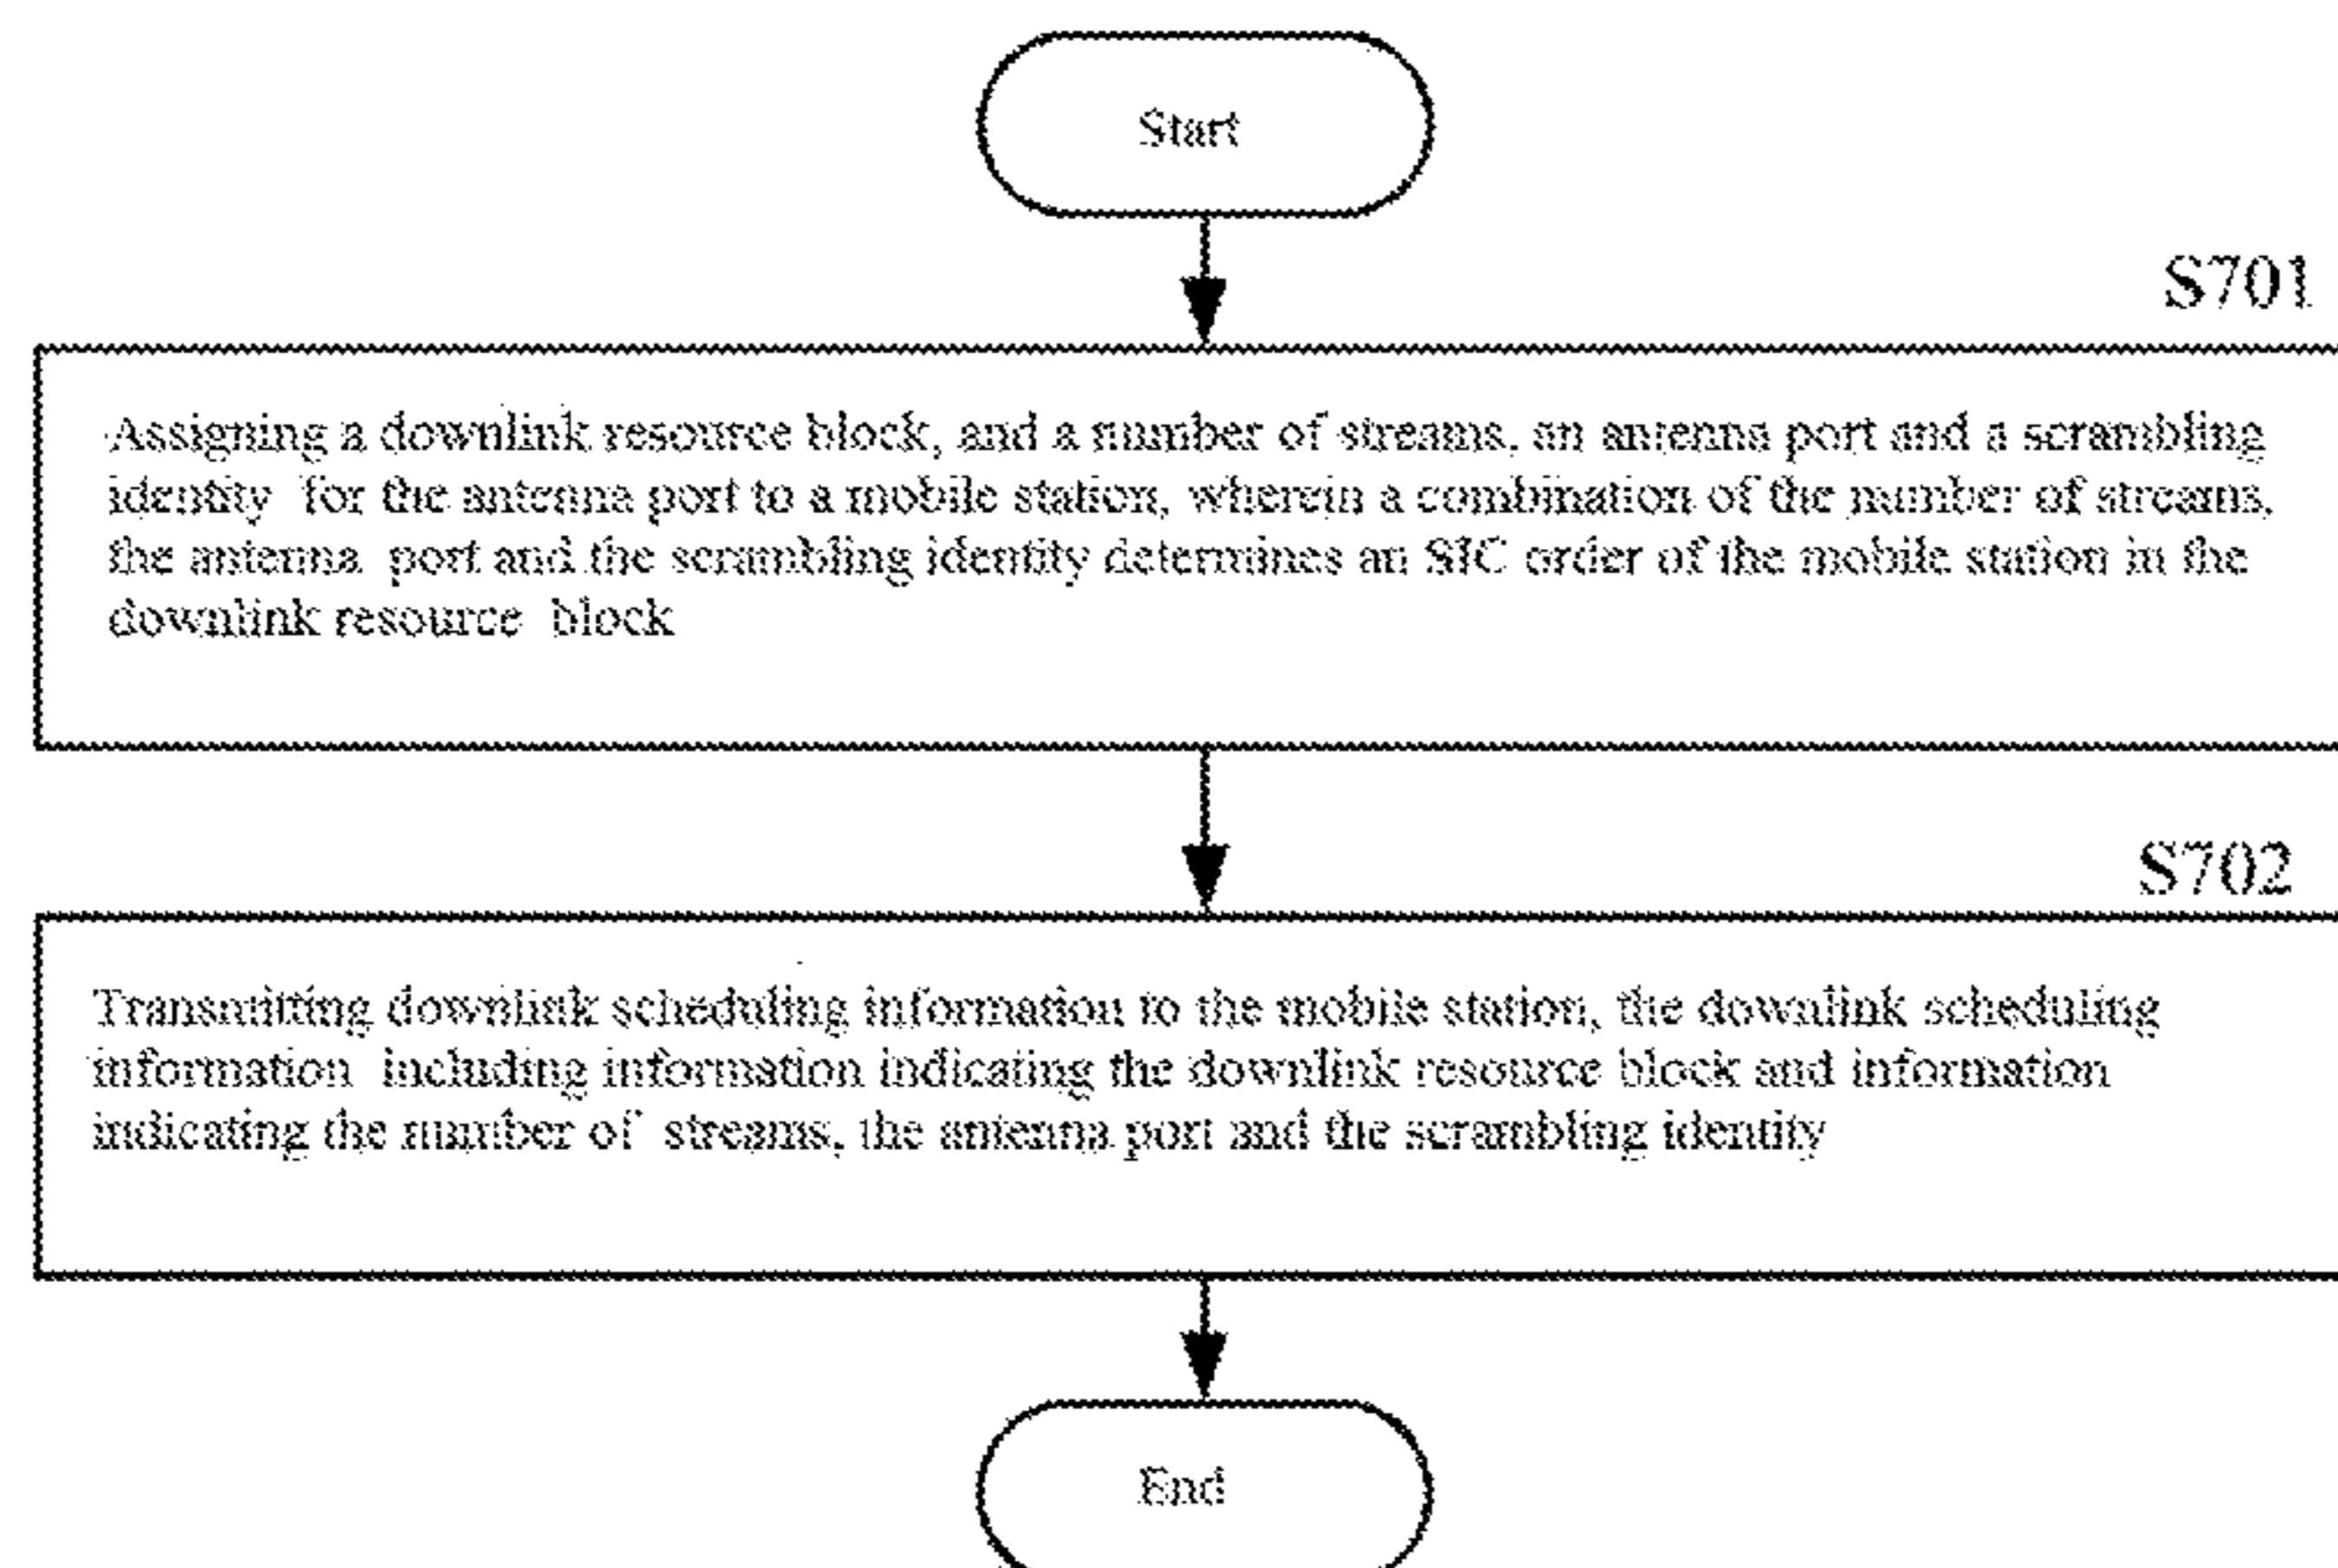 Start
S701
Assigning a downlink resource block, and a number of streams, an antenna port and a scrambling
identity for the antenna port to a mobile station, wherein a combination of the number of streams,
the antenna port and the scrambling identity determines an SIC order of the mobile station in the
downlink resource block
S702
Transmitting downlink scheduling information to the mobile station, the downlink scheduling
information including information indicating the downlink resource block and information
indicating the number of streams, the antenna port and the scrambling identity
End